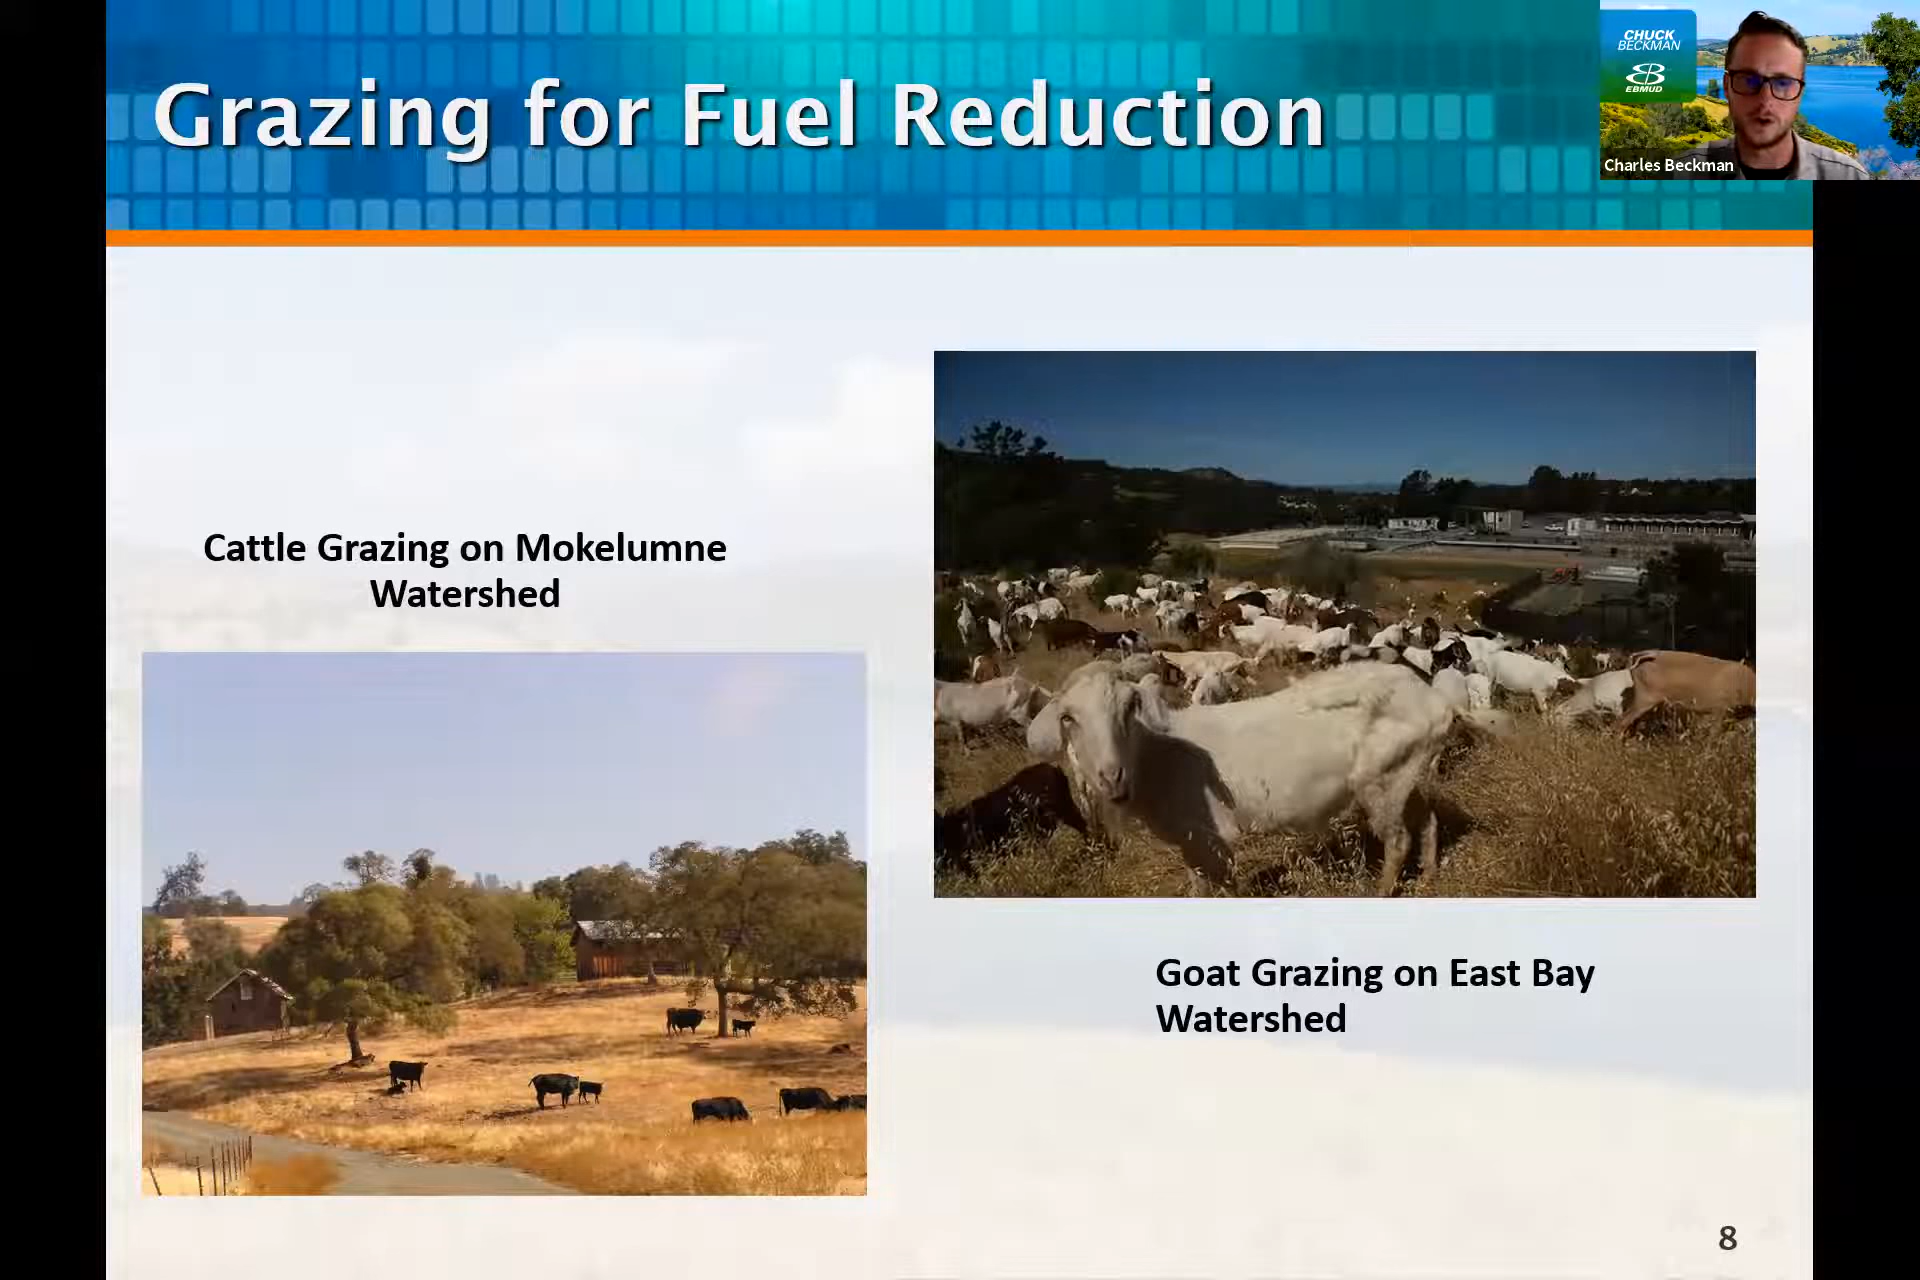 Grazing for Fuel Reduction
CHUCK
BECKMAN
EBMUD
Charles Beckman
Cattle Grazing on Mokelumne
Watershed
Goat Grazing on East Bay
Watershed
8